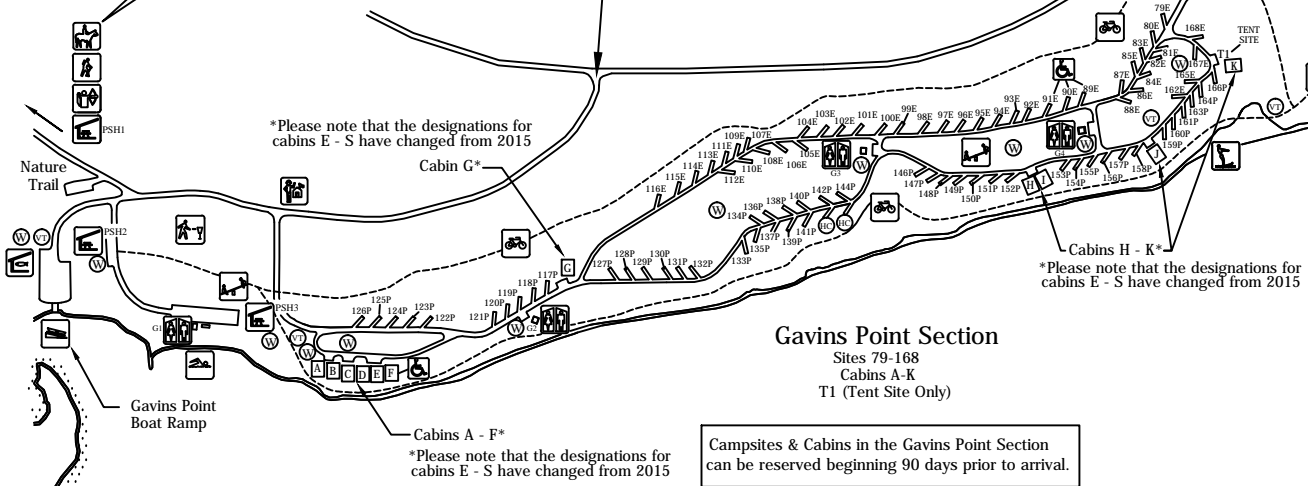 PSH1
Nature
Trail
*Please note that the designations for
cabins E - S have changed from 2015
Cabin G*
W
VT
PSH2
W
G1
PSH3
W
VT
W
W
126P
125P
124P
123P
122P
121P
120P
119P
118P
117P
W
G2
G
A
B
C
D
E
F
127P
128P
129P
130P
131P
132P
133P
134P
135P
136P
137P
138P
139P
140P
141P
142P
144P
HC
HC
W
116E
115E
114E
113E
111E
109E
107E
112E
110E
108E
106E
105E
104E
103E
102E
101E
100E
99E
98E
97E
96E
95E
94E
93E
92E
91E
90E
89E
G3
W
W
G4
W
146P
147P
148P
149P
150P
151P
152P
H
I
153P
154P
155P
156P
157P
158P
J
159P
160P
161P
162E
163P
164P
165E
166P
167E
168E
79E
80E
81E
82E
83E
84E
85E
86E
87E
88E
W
VT
VT
T1
TENT
SITE
K
Cabins H - K*
*Please note that the designations for
cabins E - S have changed from 2015
Gavins Point
Boat Ramp
Cabins A - F*
*Please note that the designations for
cabins E - S have changed from 2015
Gavins Point Section
Sites 79-168
Cabins A-K
T1 (Tent Site Only)
Campsites & Cabins in the Gavins Point Section
can be reserved beginning 90 days prior to arrival.